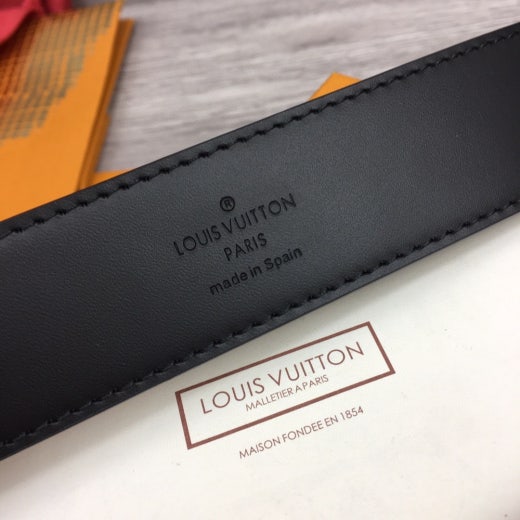 ®
LOUIS VUITTON
PARIS
made in Spain
LOUIS VUITTON
MALLETIER A PARIS
MAISON FONDEE EN 1854